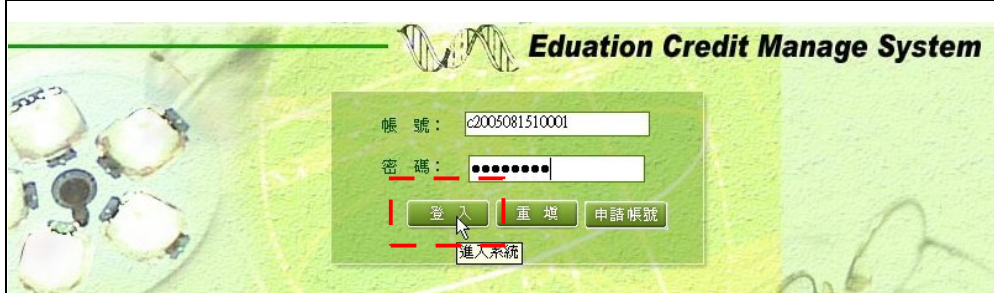 Eduation Credit Manage System
帳 號： c2005081510001
密 碼： ●●●●●●●●
登 入 重 填 申請帳號
進入系統